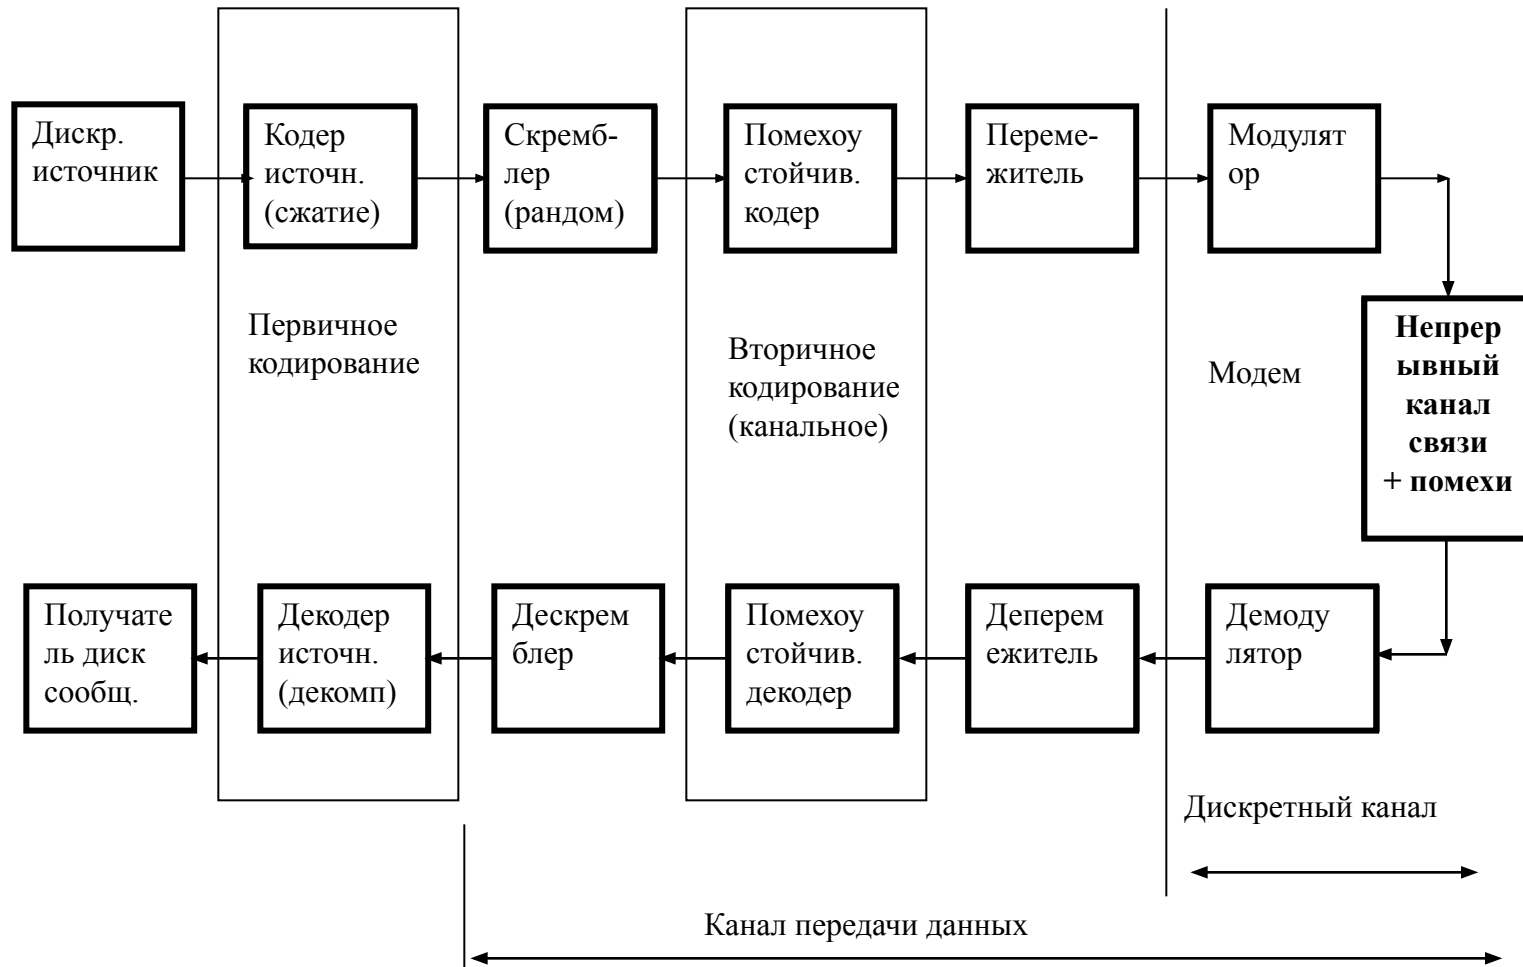 Дискр.
источник
Кодер
источн.
(сжатие)
Скремб-
лер
(рандом)
Помехоу
стойчив.
кодер
Переме-
житель
Модулят
ор
Первичное
кодирование
Вторичное
кодирование
(канальное)
Модем
Непрер
ывный
канал
связи
+ помехи
Получате
ль диск
сообщ.
Декодер
источн.
(декомп)
Дескрем
блер
Помехоу
стойчив.
декодер
Деперем
ежитель
Демоду
лятор
Дискретный канал
Канал передачи данных